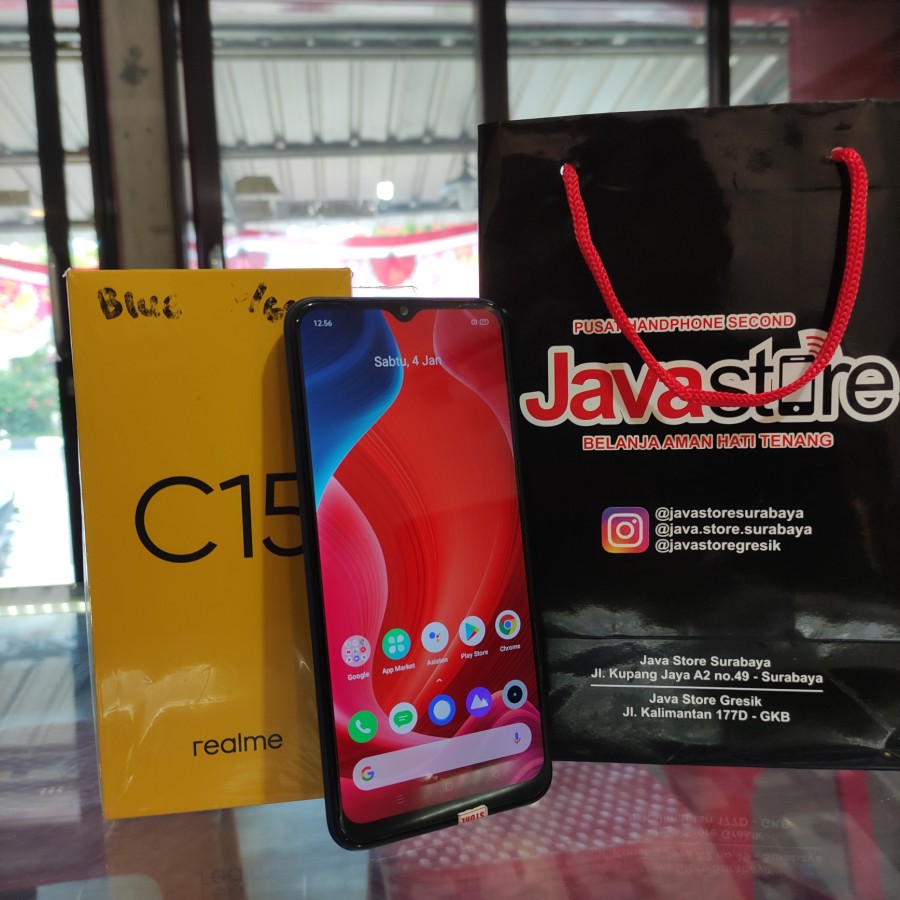 Blue
C15
realme
12.56
Sabtu, 4 Jan
Google
App Market
Asisten
Play Store
Chrome
STORE
PUSAT HANDPHONE SECOND
Javastore
BELANJA AMAN HATI TENANG
@javastoresurabaya
@java.store.surabaya
@javastoregresik
Java Store Surabaya
Jl. Kupang Jaya A2 no.49 - Surabaya
Java Store Gresik
Jl. Kalimantan 177D - GKB